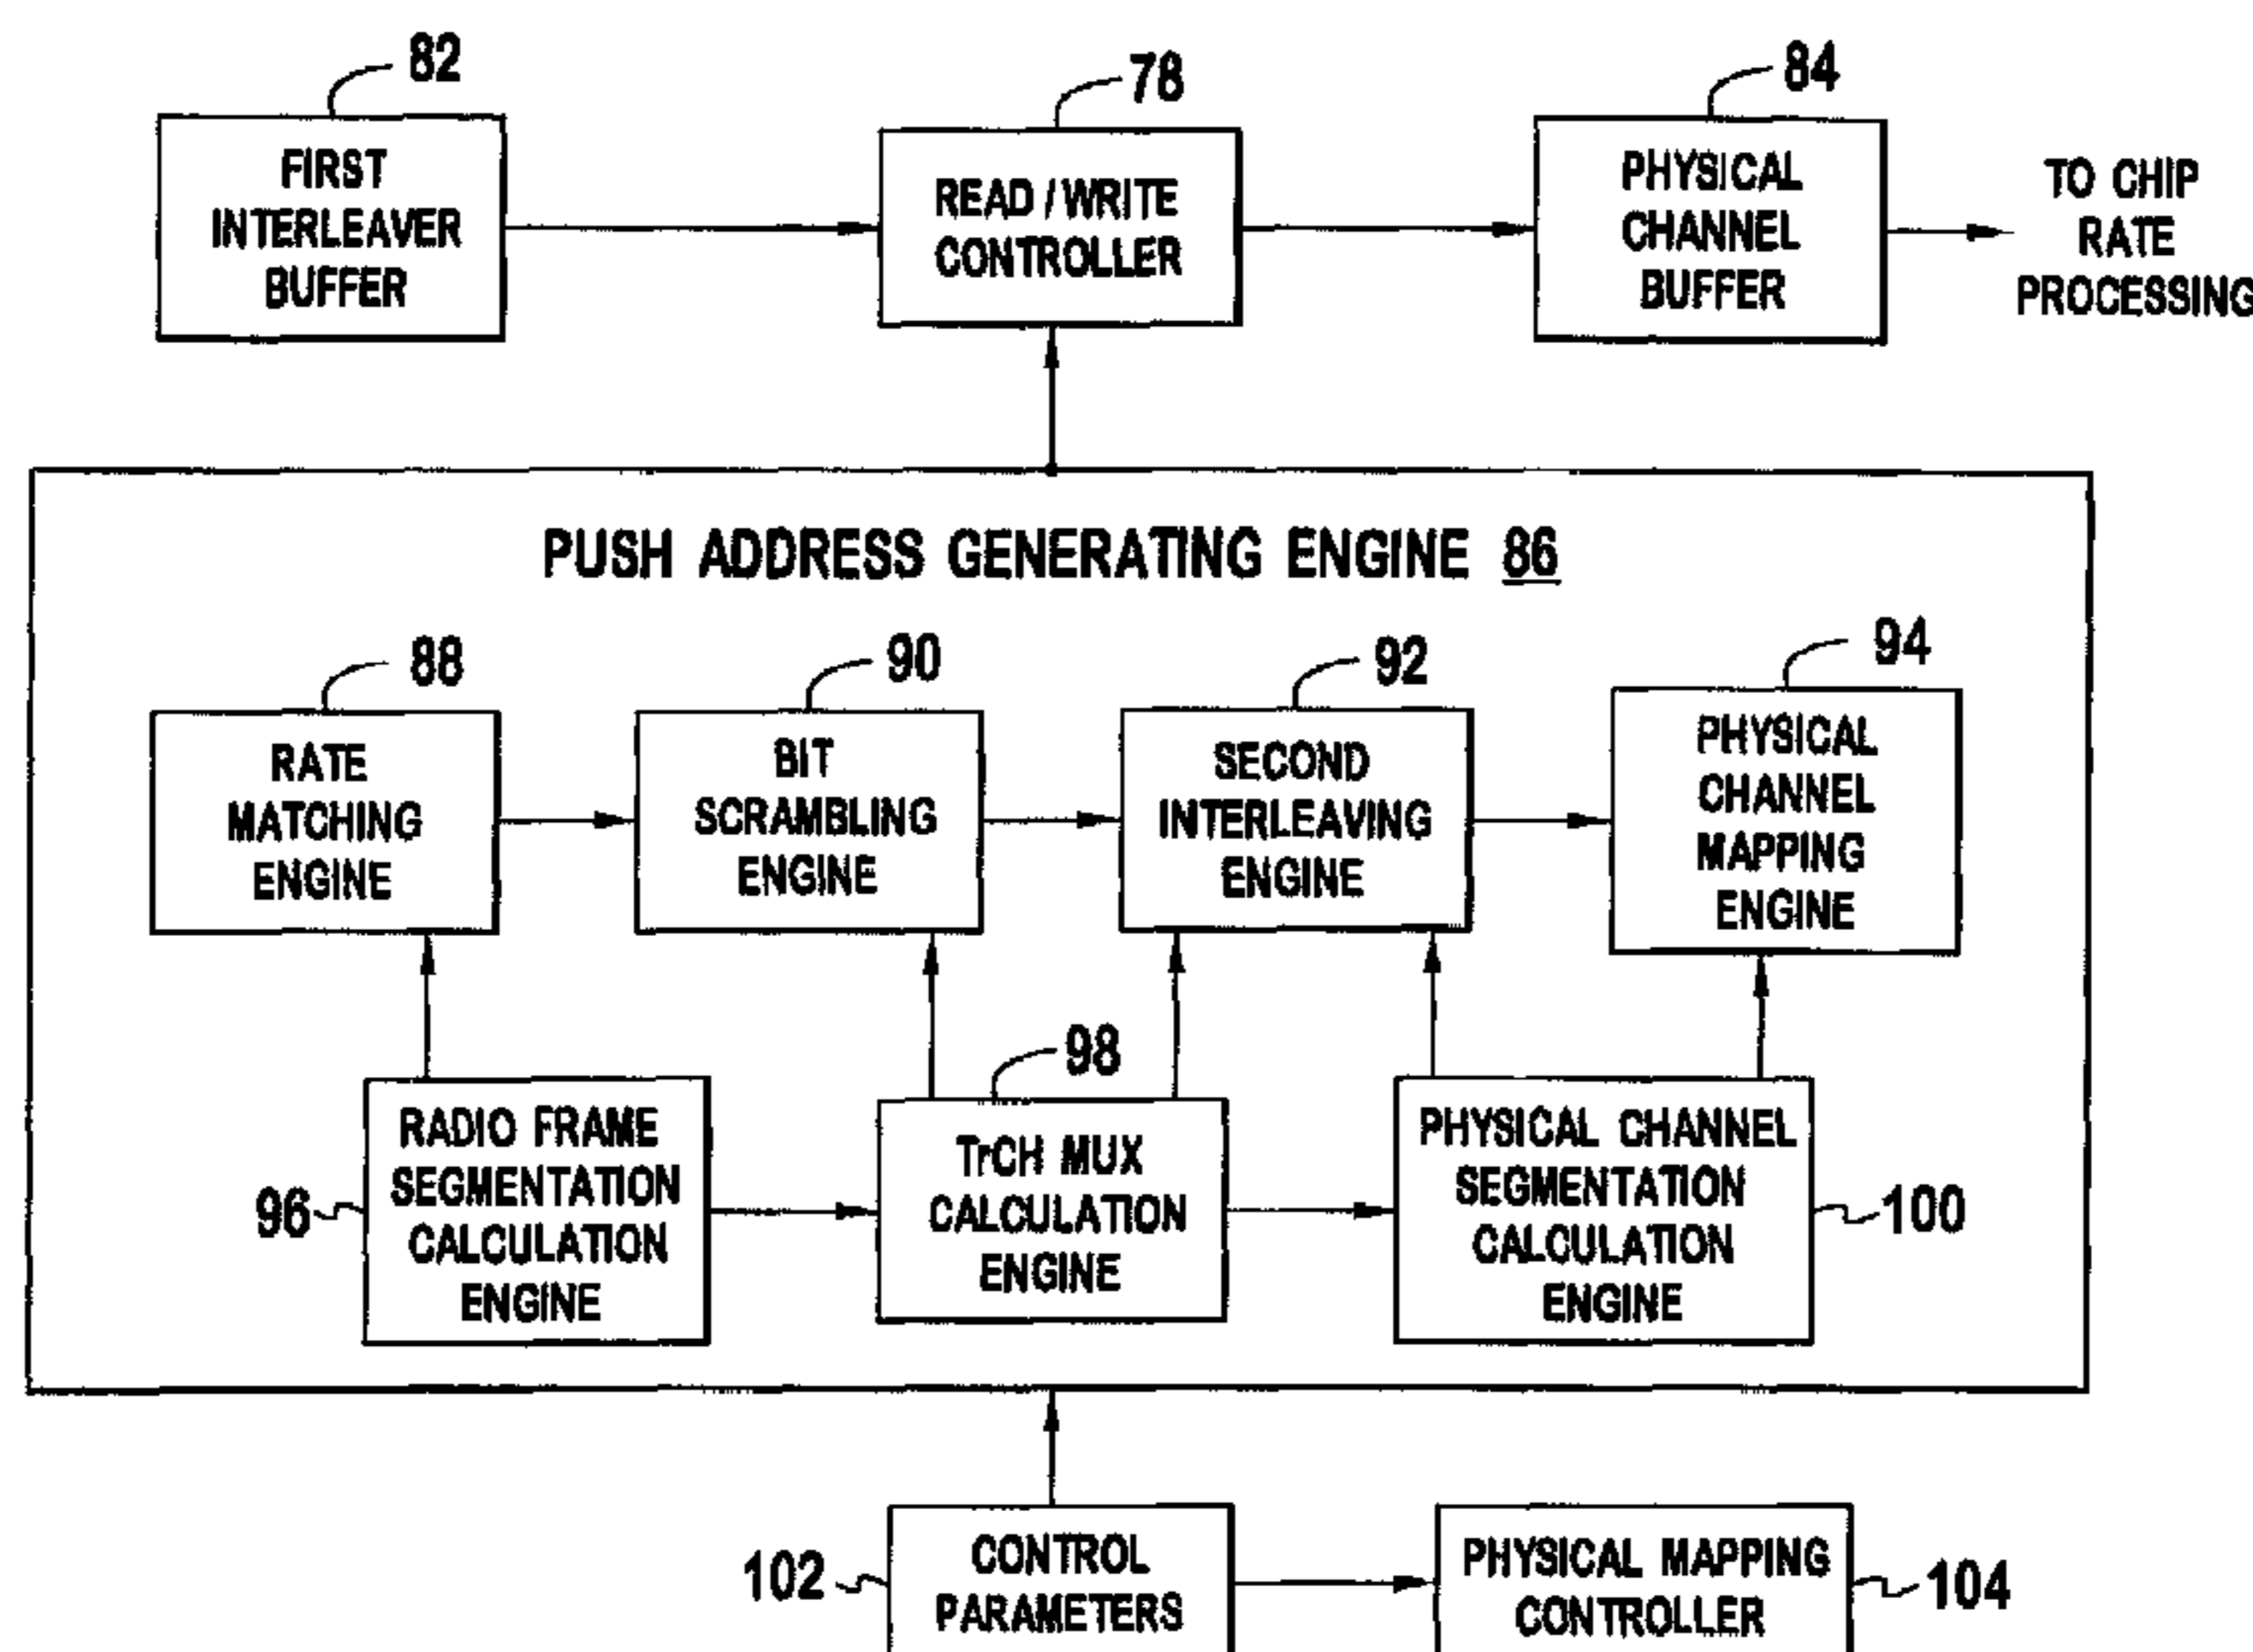 82
78
84
FIRST
INTERLEAVER
BUFFER
READ / WRITE
CONTROLLER
PHYSICAL
CHANNEL
BUFFER
TO CHIP
RATE
PROCESSING
PUSH ADDRESS GENERATING ENGINE 86
88
90
92
94
RATE
MATCHING
ENGINE
BIT
SCRAMBLING
ENGINE
SECOND
INTERLEAVING
ENGINE
PHYSICAL
CHANNEL
MAPPING
ENGINE
96
RADIO FRAME
SEGMENTATION
CALCULATION
ENGINE
98
TrCH MUX
CALCULATION
ENGINE
PHYSICAL CHANNEL
SEGMENTATION
CALCULATION
ENGINE
100
102
CONTROL
PARAMETERS
PHYSICAL MAPPING
CONTROLLER
104